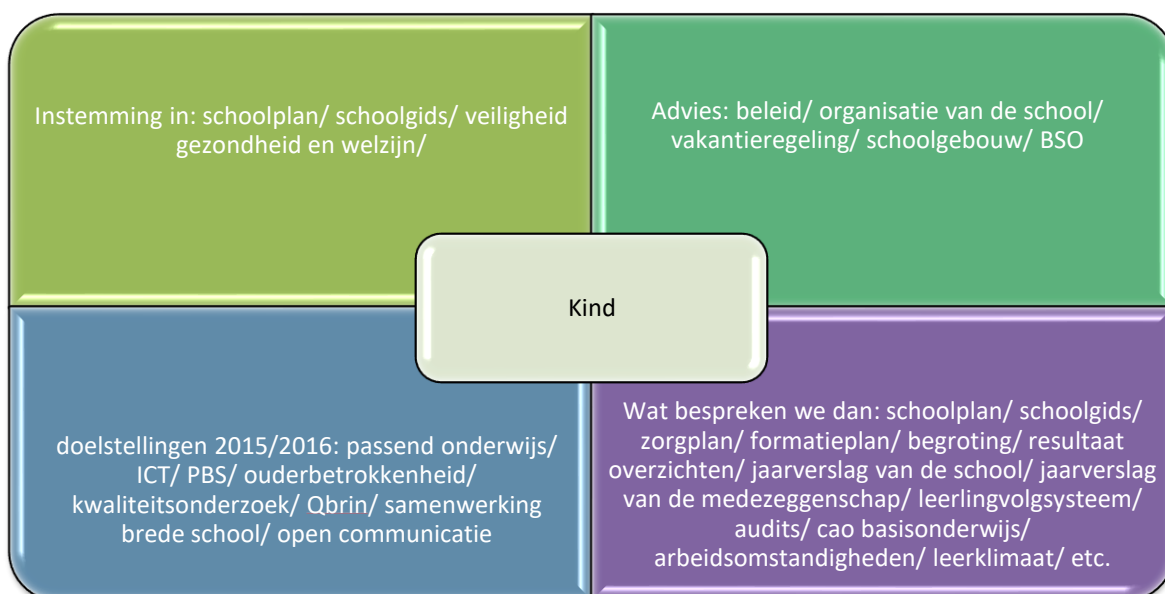 Instemming in: schoolplan/ schoolgids/ veiligheid
gezondheid en welzijn/
Advies: beleid/ organisatie van de school/
vakantieregeling/ schoolgebouw/ BSO
Kind
doelstellingen 2015/2016: passend onderwijs/
ICT/ PBS/ ouderbetrokkenheid/
kwaliteitsonderzoek/ Qbrin/ samenwerking
brede school/ open communicatie
Wat bespreken we dan: schoolplan/ schoolgids/
zorgplan/ formatieplan/ begroting/ resultaat
overzichten/ jaarverslag van de school/ jaarverslag
van de medezeggenschap/ leerlingvolgsysteem/
audits/ cao basisonderwijs/
arbeidsomstandigheden/ leerklimaat/ etc.